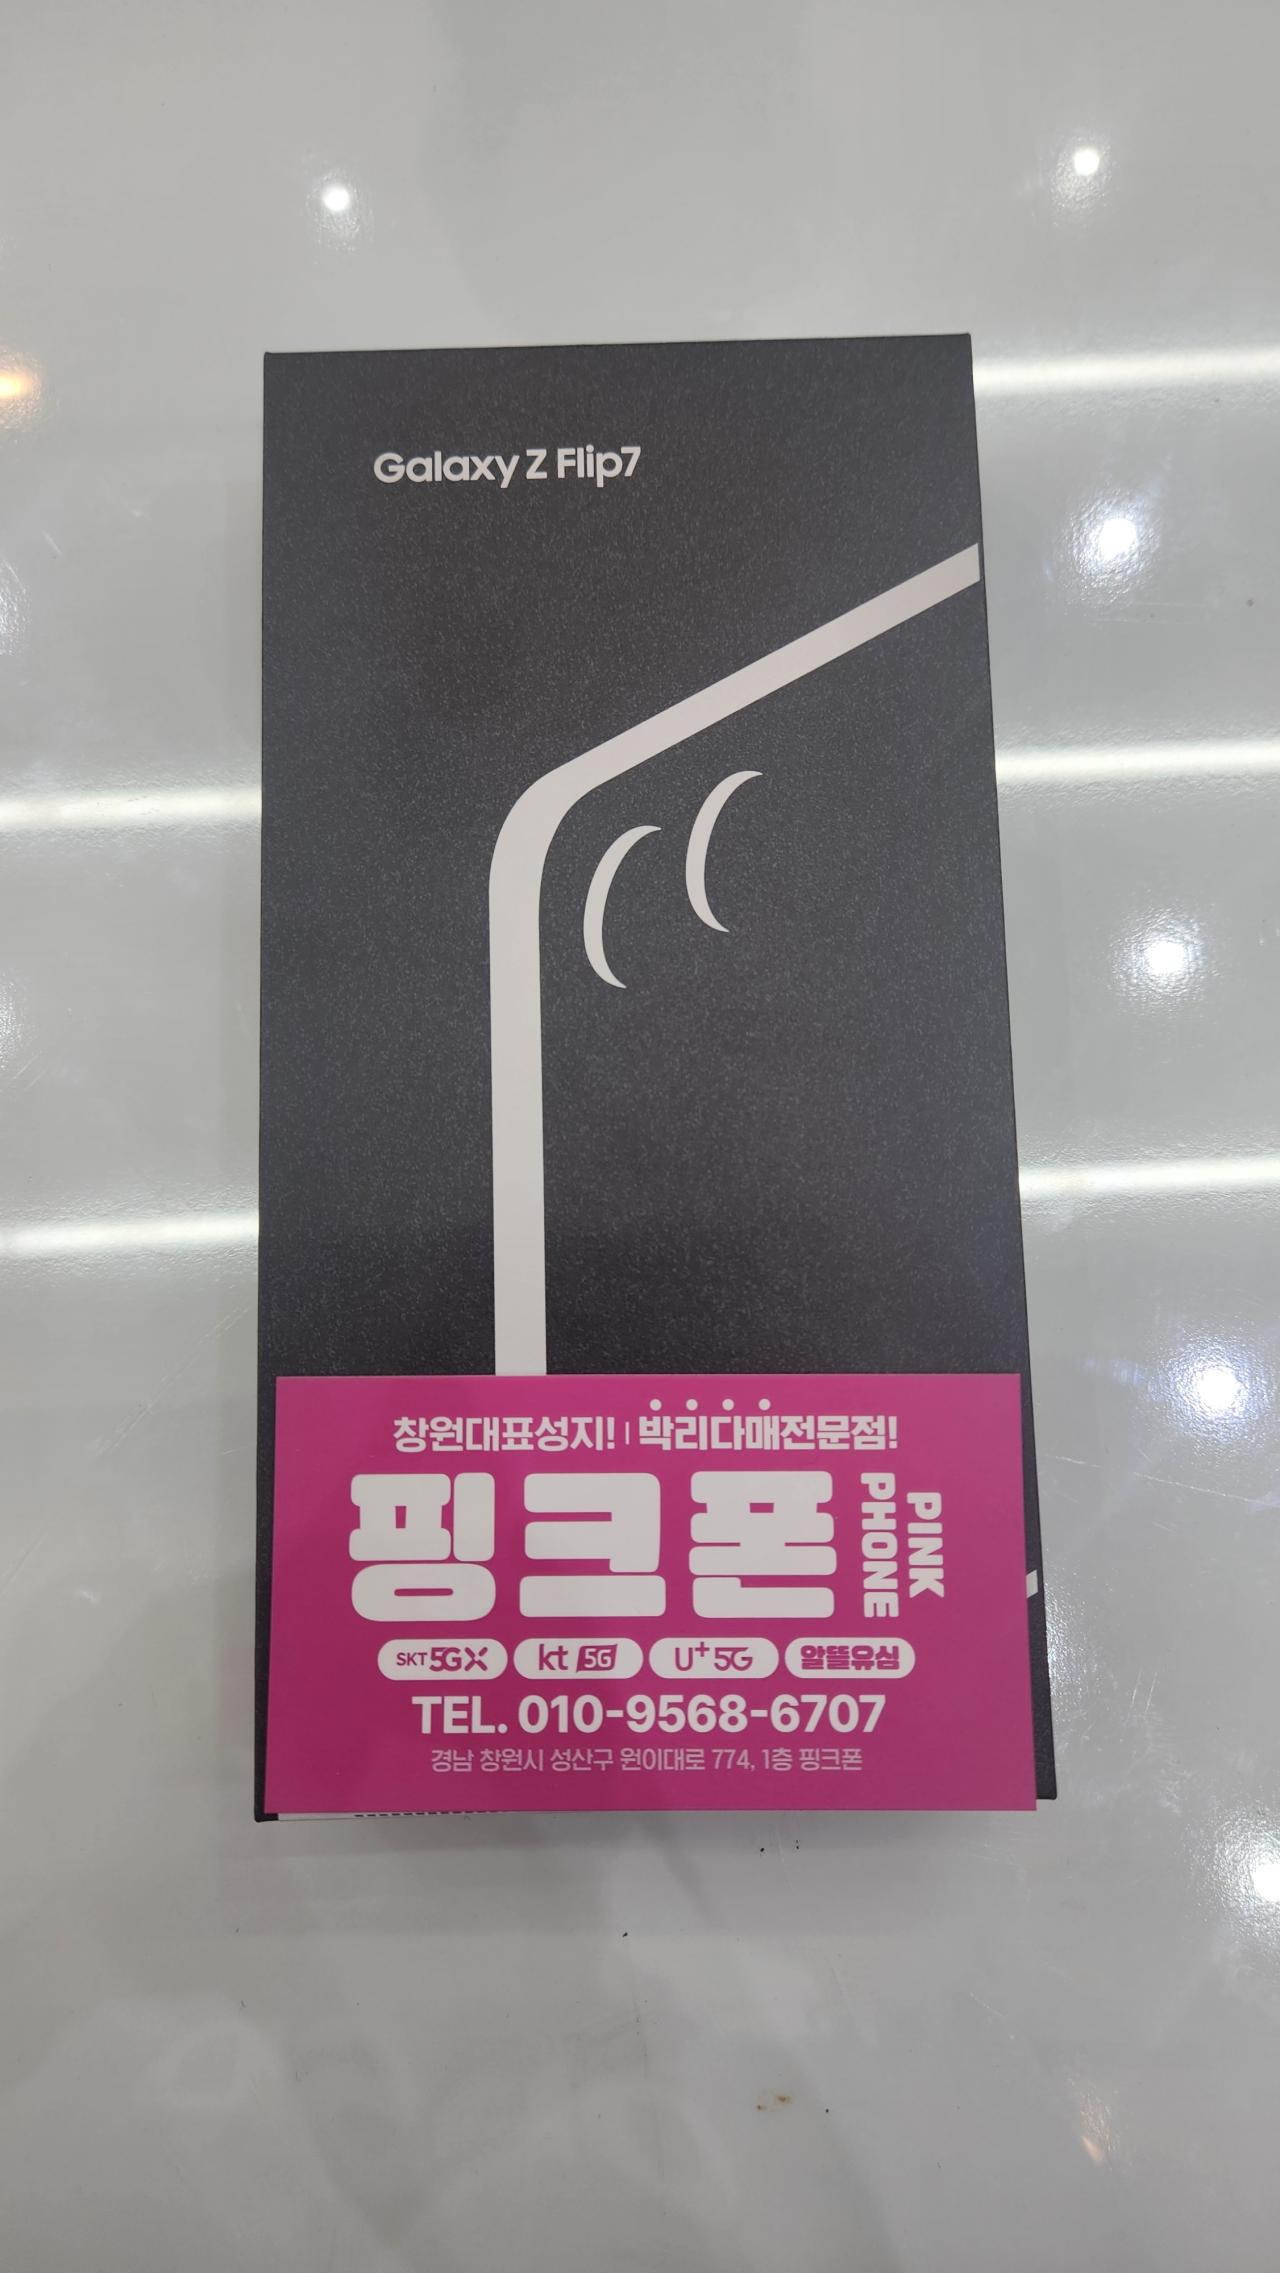 Galaxy Z Flip7
창원대표성지! | 박리다매전문점!
핑크폰
PINK
PHONE
SKT 5GX kt 5G U+5G 알뜰유심
TEL. 010-9568-6707
경남 창원시 성산구 원이대로 774, 1층 핑크폰